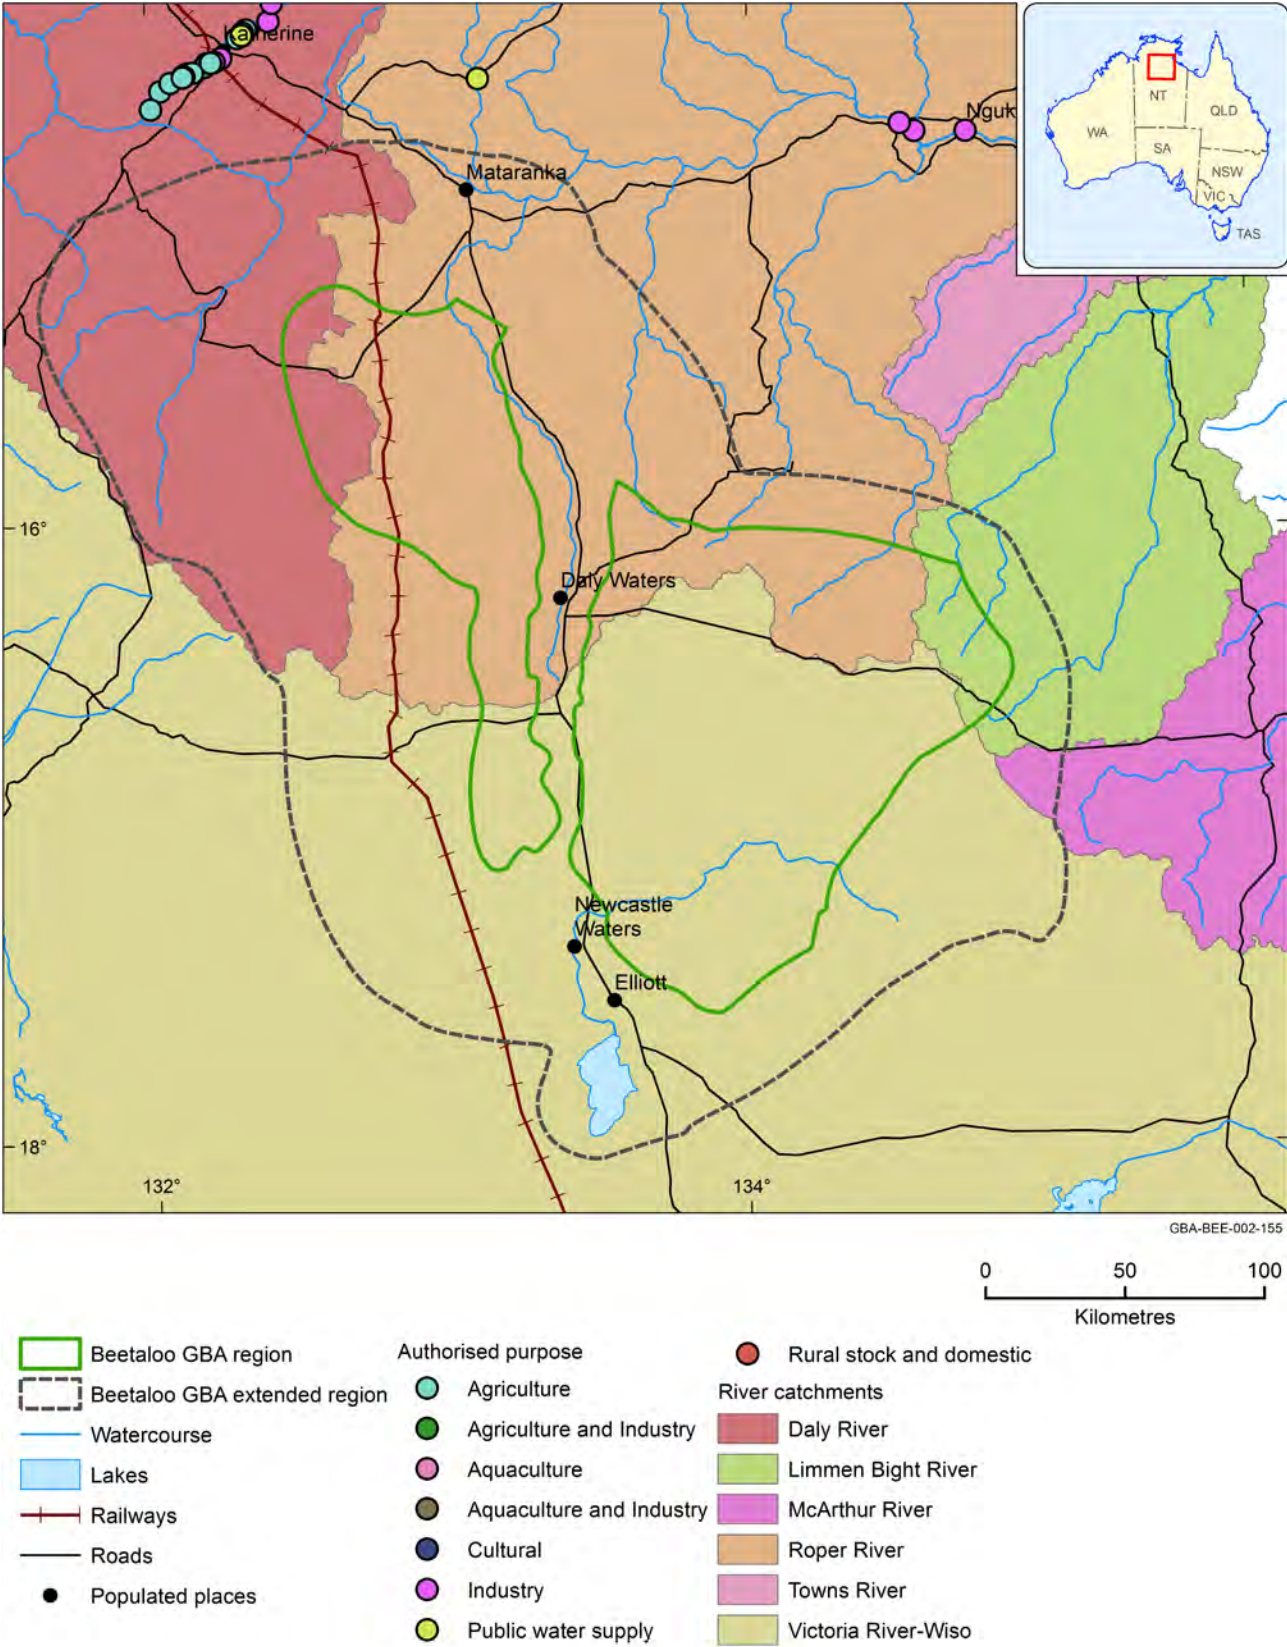 Katherine
Nguk
Mataranka
NT
QLD
WA
SA
NSW
VIC
TAS
16°
Daly Waters
Newcastle
Waters
Elliott
18°
132°
134°
GBA-BEE-002-155
0 50 100
Kilometres
Beetaloo GBA region
Beetaloo GBA extended region
Watercourse
Lakes
Railways
Roads
Populated places
Authorised purpose
Agriculture
Agriculture and Industry
Aquaculture
Aquaculture and Industry
Cultural
Industry
Public water supply
Rural stock and domestic
River catchments
Daly River
Limmen Bight River
McArthur River
Roper River
Towns River
Victoria River-Wiso